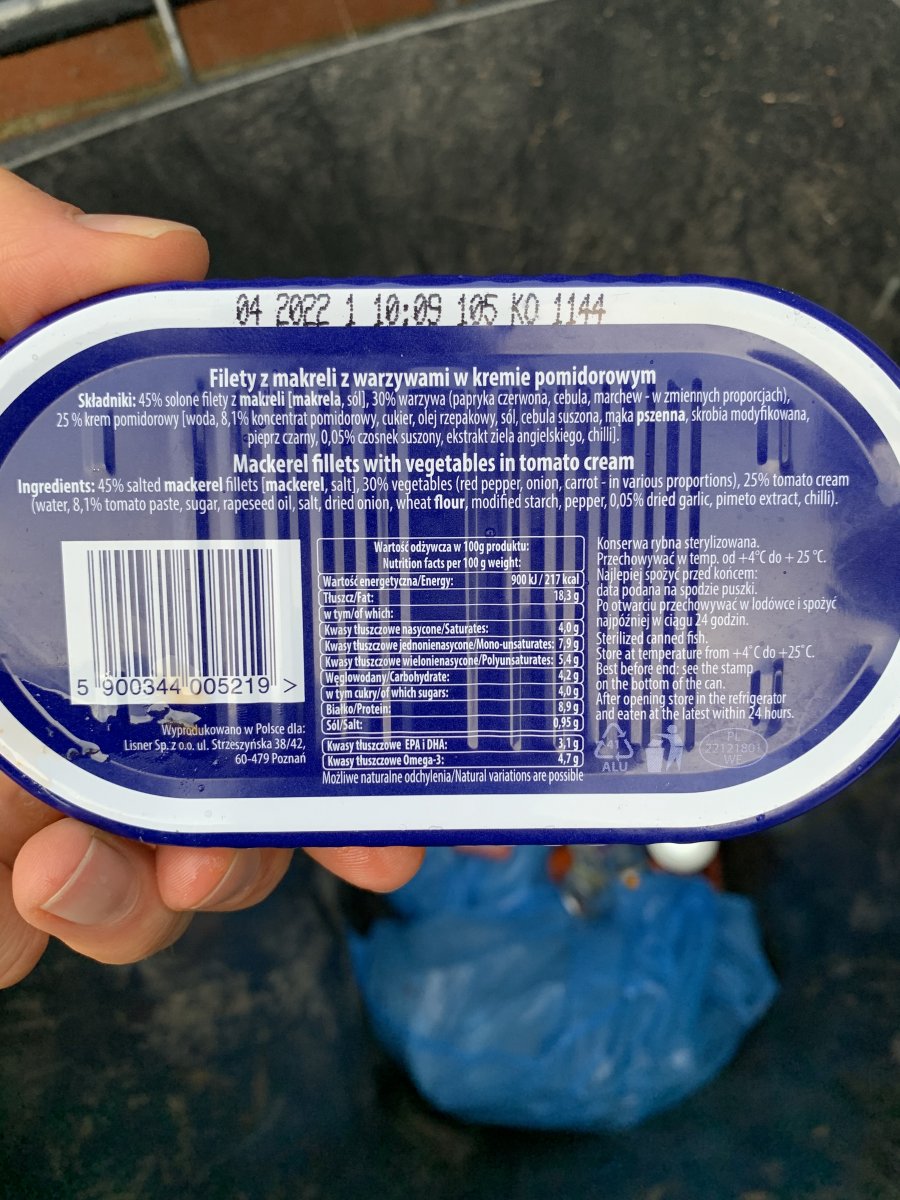 04 2022 1 10:09 105 KO 1144
Filety z makreli z warzywami w kremie pomidorowym
Składniki: 45% solone filety z makreli [makrela, sól], 30% warzywa (papryka czerwona, cebula, marchew - w zmiennych proporcjach),
25 % krem pomidorowy [woda, 8,1% koncentrat pomidorowy, cukier, olej rzepakowy, sól, cebula suszona, mąka pszenna, skrobia modyfikowana,
pieprz czarny, 0,05% czosnek suszony, ekstrakt ziela angielskiego, chilli].
Mackerel fillets with vegetables in tomato cream
Ingredients: 45% salted mackerel fillets [mackerel, salt], 30% vegetables (red pepper, onion, carrot - in various proportions), 25% tomato cream
(water, 8,1% tomato paste, sugar, rapeseed oil, salt, dried onion, wheat flour, modified starch, pepper, 0,05% dried garlic, pimeto extract, chilli).
5 900344 005219 >
Wyprodukowano w Polsce dla:
Lisner Sp. z o.o. ul. Strzeszyńska 38/42,
60-479 Poznań
Wartość odżywcza w 100g produktu:
Nutrition facts per 100 g weight:
Wartość energetyczna/Energy: 900 kJ / 217 kcal
Tłuszcz/Fat: 18,3 g
w tym/of which:
Kwasy tłuszczowe nasycone/Saturates: 4,0 g
Kwasy tłuszczowe jednonienasycone/Mono-unsaturates: 7,9 g
Kwasy tłuszczowe wielonienasycone/Polyunsaturates: 5,4 g
Węglowodany/Carbohydrate: 4,2 g
w tym cukry/of which sugars: 4,0 g
Białko/Protein: 8,9 g
Sól/Salt: 0,95 g
Kwasy tłuszczowe EPA i DHA: 3,1 g
Kwasy tłuszczowe Omega-3: 4,7 g
Możliwe naturalne odchylenia/Natural variations are possible
Konserwa rybna sterylizowana.
Przechowywać w temp. od +4°C do + 25 °C.
Najlepiej spożyć przed końcem:
data podana na spodzie puszki.
Po otwarciu przechowywać w lodówce i spożyć
najpóźniej w ciągu 24 godzin.
Sterilized canned fish.
Store at temperature from +4°C do +25°C.
Best before end: see the stamp
on the bottom of the can.
After opening store in the refrigerator
and eaten at the latest within 24 hours.
41
ALU
PL
22121801
WE